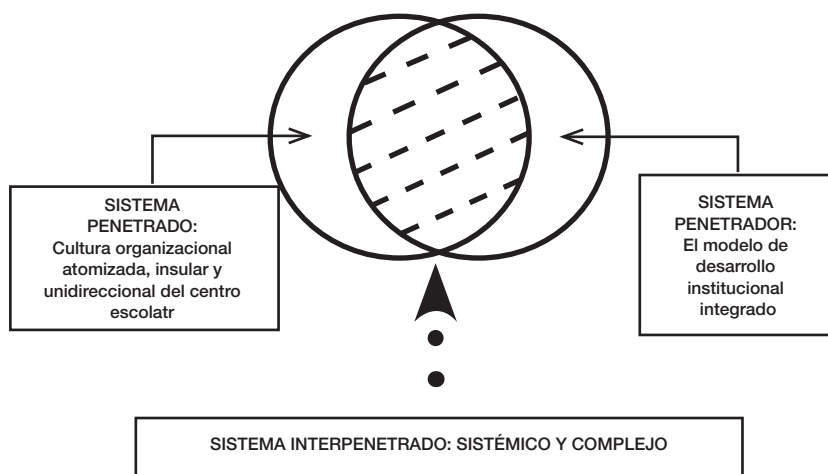 SISTEMA
PENETRADO:
Cultura organizacional
atomizada, insular y
unidireccional del centro
escolatr
SISTEMA
PENETRADOR:
El modelo de
desarrollo
institucional
integrado
SISTEMA INTERPENETRADO: SISTÉMICO Y COMPLEJO